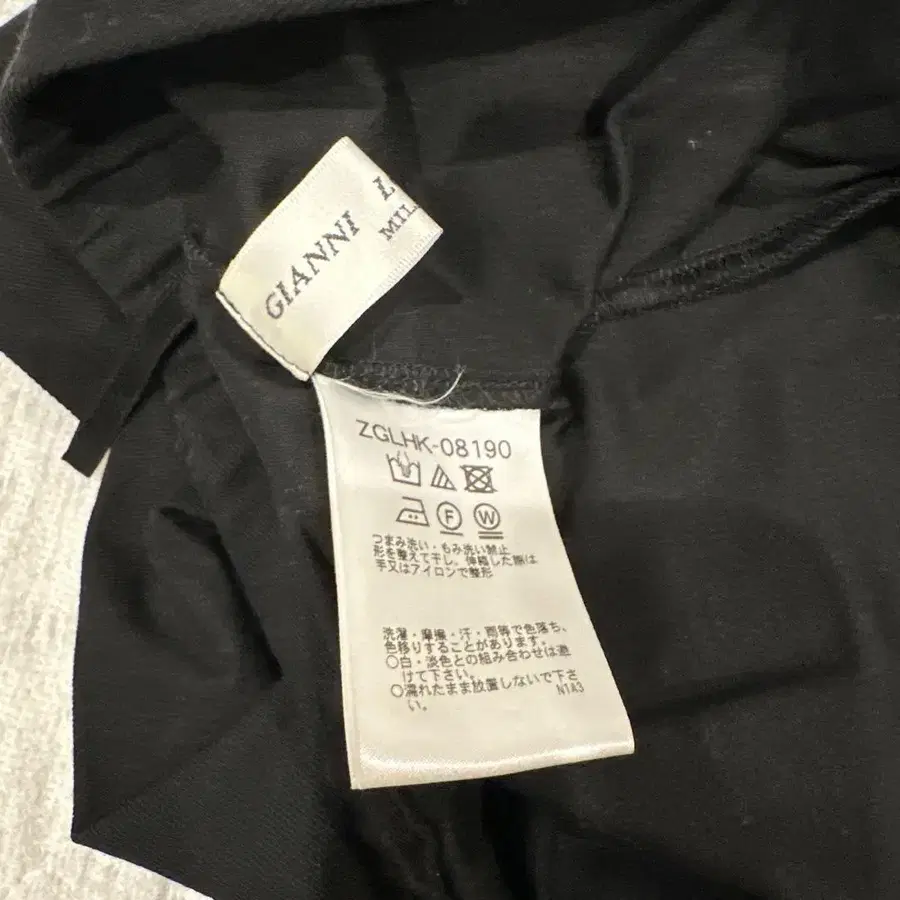 GIANNI L
MIL
ZGLHK-08190
F W
つまみ洗い・もみ洗い禁止
形を整えて干し。伸縮した際は
手又はアイロンで整形
洗濯・摩擦・汗・雨等で色落ち、
色移りすることがあります。
〇白・淡色との組み合わせは避
けて下さい。
〇濡れたまま放置しないで下さ
い。
N1A3